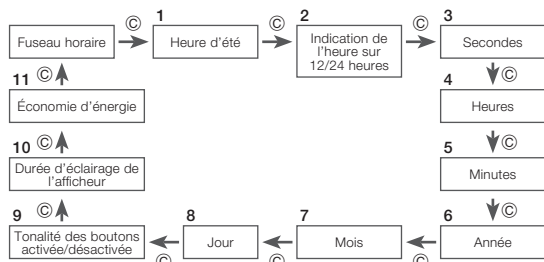 Fuseau horaire
Ⓒ
1
Heure d'été
Ⓒ
2
Indication de
l'heure sur
12/24 heures
Ⓒ
3
Secondes
Ⓒ
4
Heures
Ⓒ
5
Minutes
Ⓒ
6
Année
Ⓒ
7
Mois
Ⓒ
8
Jour
Ⓒ
9
Tonalité des boutons
activée/désactivée
Ⓒ
10
Durée d'éclairage de
l'afficheur
Ⓒ
11
Économie d'énergie
Ⓒ